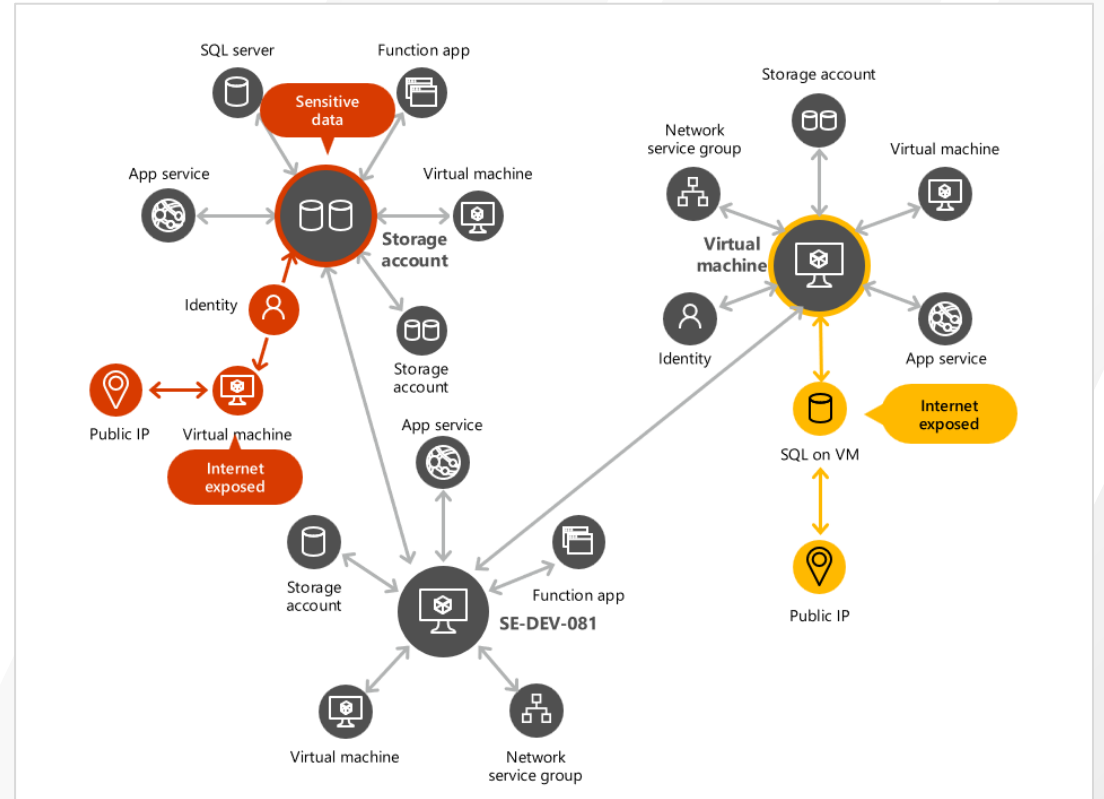 SQL server
Function app
Sensitive
data
App service
Virtual machine
Storage
account
Identity
Storage
account
Public IP
Virtual machine
Internet
exposed
Storage account
Network
service group
Virtual machine
Virtual
machine
Identity
App service
Internet
exposed
SQL on VM
Public IP
App service
Storage
account
Function app
SE-DEV-081
Virtual machine
Network
service group